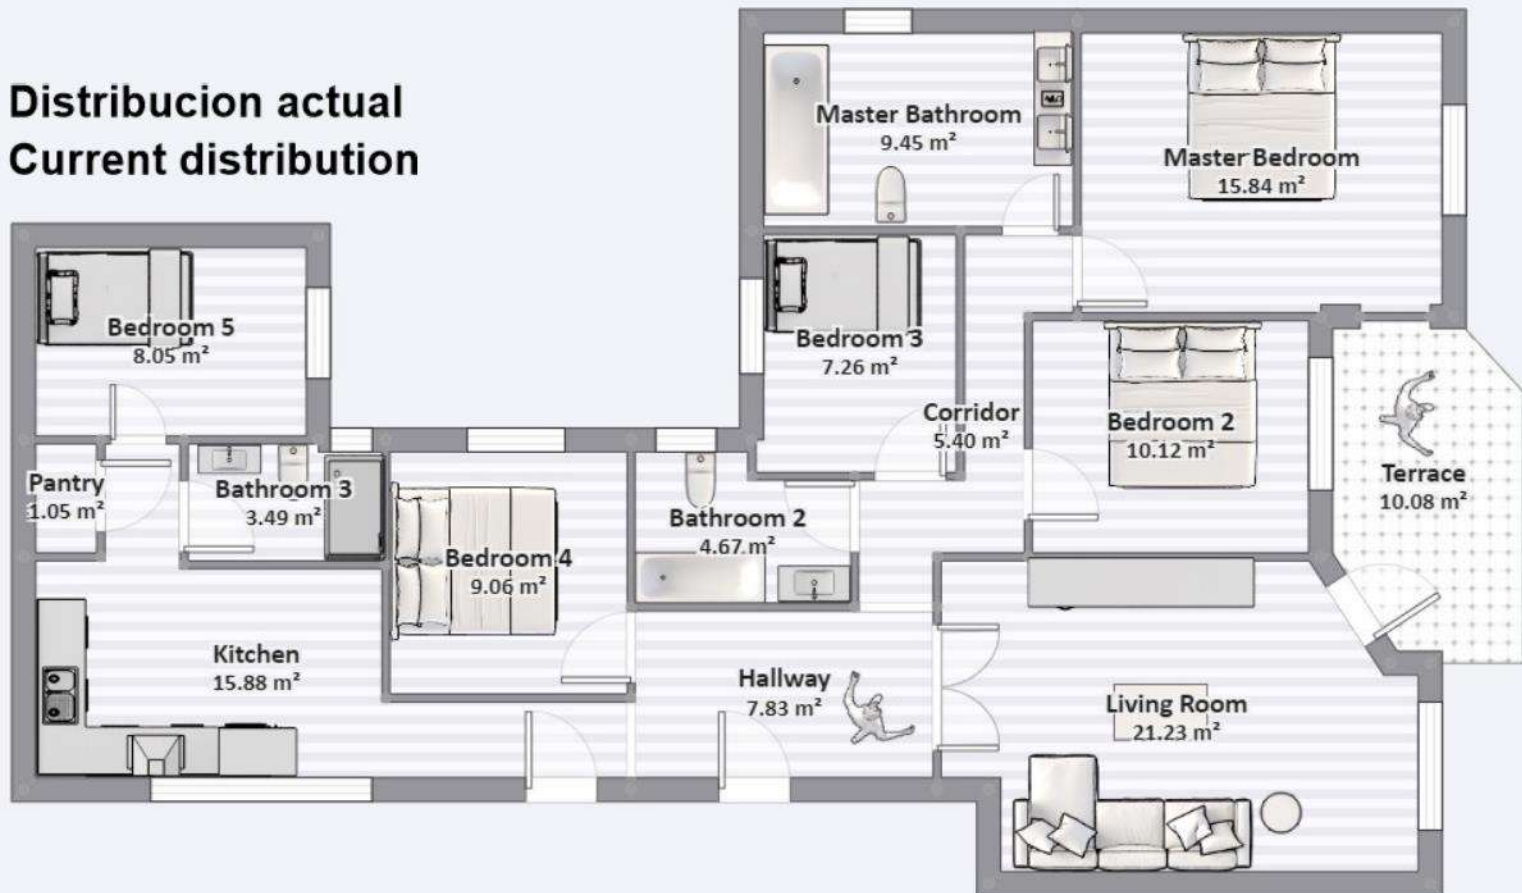 Distribucion actual
Current distribution
Master Bathroom
9.45 m²
Master Bedroom
15.84 m²
Bedroom 5
8.05 m²
Bedroom 3
7.26 m²
Corridor
5.40 m²
Bedroom 2
10.12 m²
Terrace
10.08 m²
Pantry
1.05 m²
Bathroom 3
3.49 m²
Bedroom 4
9.06 m²
Bathroom 2
4.67 m²
Kitchen
15.88 m²
Hallway
7.83 m²
Living Room
21.23 m²